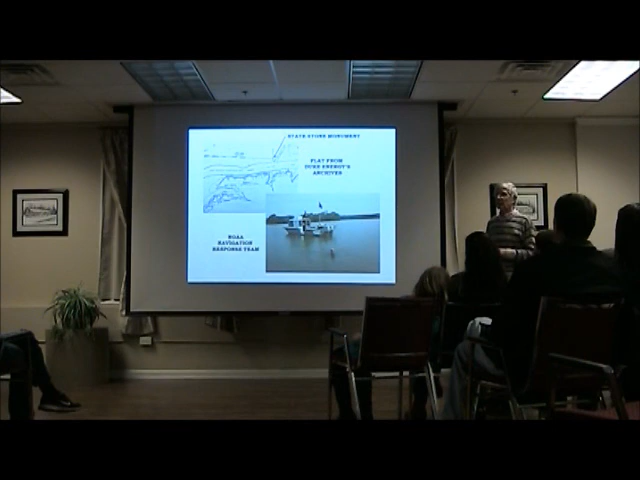 STATE STONE MONUMENT
PLAT FROM
DUKE ENERGY'S
ARCHIVES
NOAA
NAVIGATION
RESPONSE TEAM